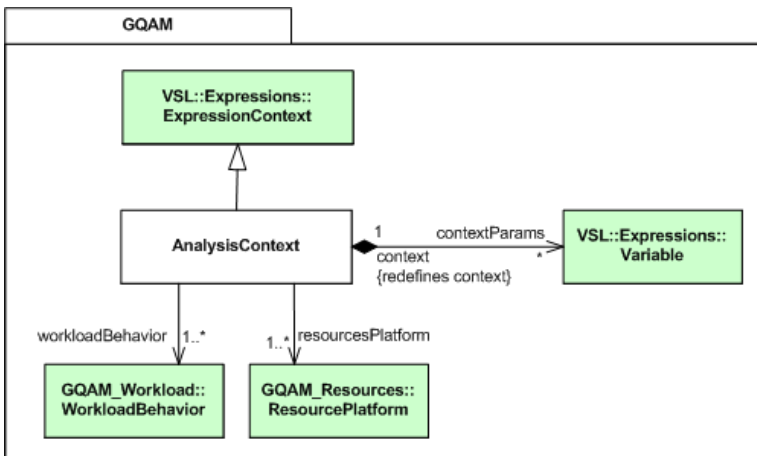 GQAM
VSL::Expressions::
ExpressionContext
AnalysisContext
1
contextParams
context
*
{redefines context}
VSL::Expressions::
Variable
workloadBehavior
1..*
1..*
resourcesPlatform
GQAM_Workload::
WorkloadBehavior
GQAM_Resources::
ResourcePlatform